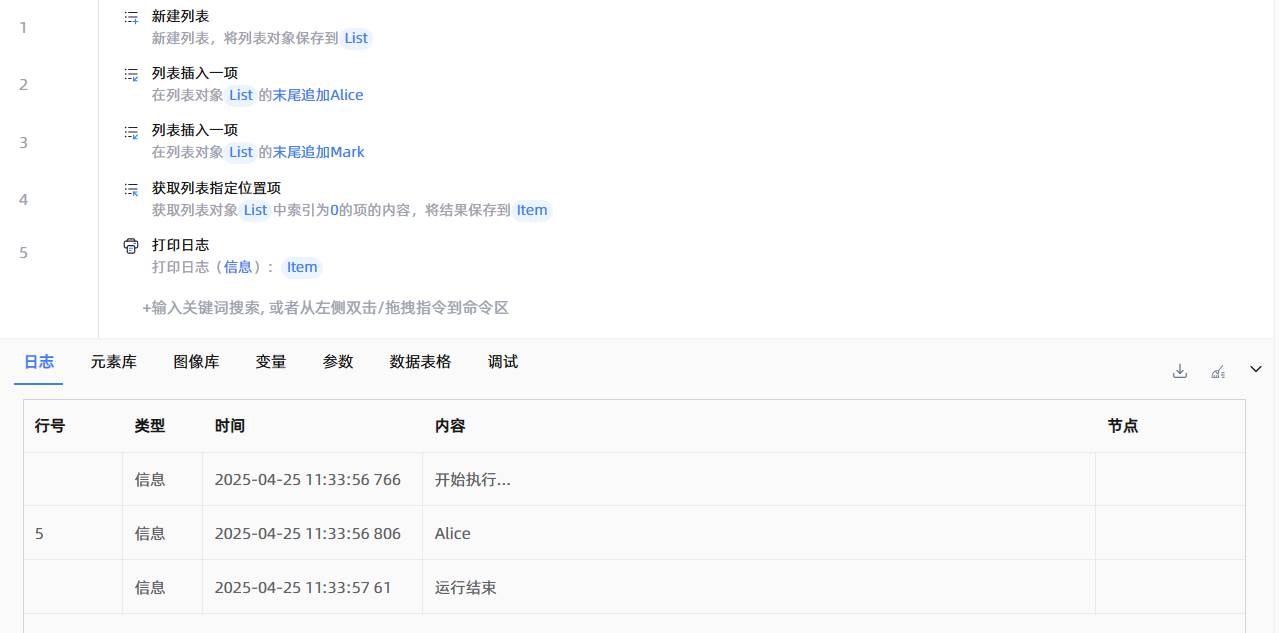 1
新建列表
新建列表，将列表对象保存到 List
2
列表插入一项
在列表对象 List 的末尾追加Alice
3
列表插入一项
在列表对象 List 的末尾追加Mark
4
获取列表指定位置项
获取列表对象 List 中索引为0的项的内容，将结果保存到 Item
5
打印日志
打印日志（信息）： Item
+输入关键词搜索, 或者从左侧双击/拖拽指令到命令区
日志 元素库 图像库 变量 参数 数据表格 调试
行号 类型 时间 内容 节点
信息 2025-04-25 11:33:56 766 开始执行...
5 信息 2025-04-25 11:33:56 806 Alice
信息 2025-04-25 11:33:57 61 运行结束